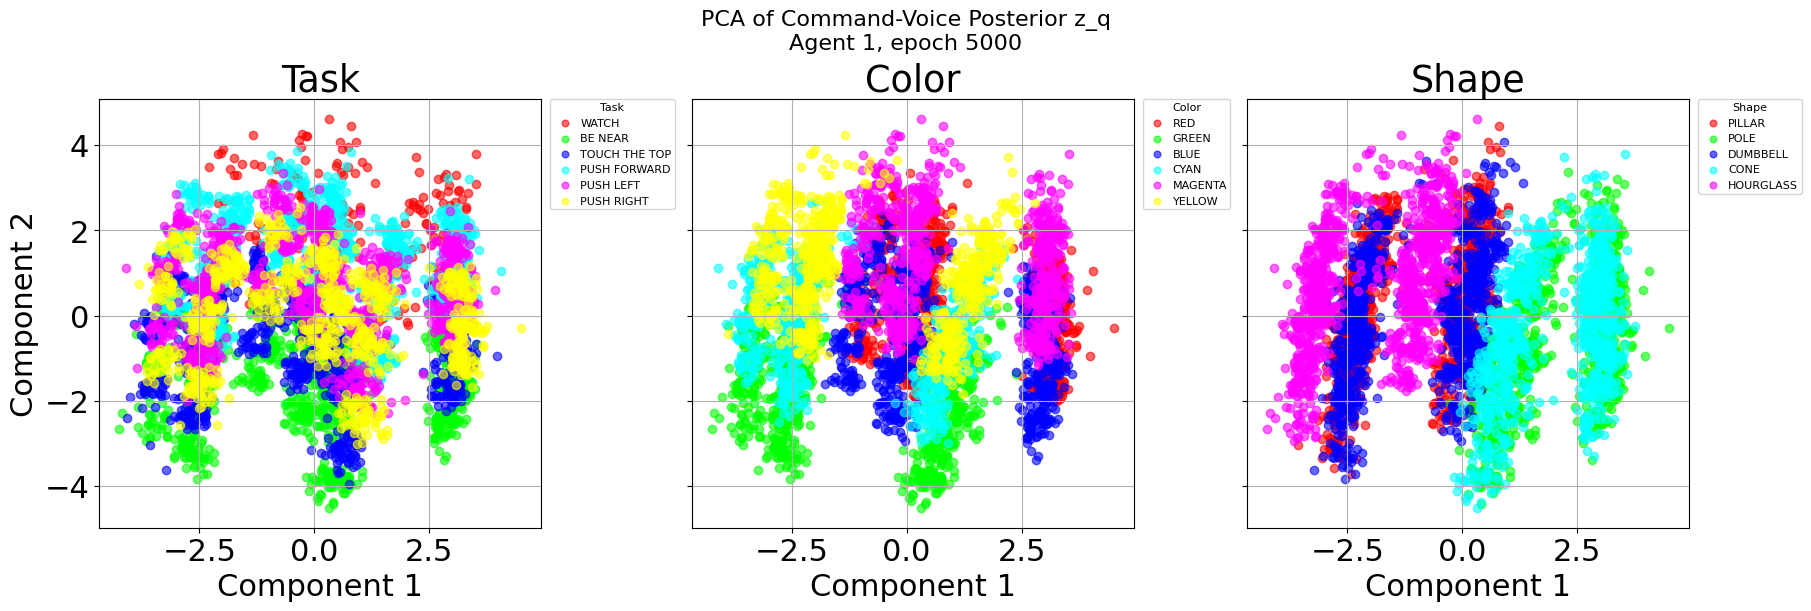 PCA of Command-Voice Posterior z_q
Agent 1, epoch 5000
Task
Color
Shape
Task
WATCH
BE NEAR
TOUCH THE TOP
PUSH FORWARD
PUSH LEFT
PUSH RIGHT
Color
RED
GREEN
BLUE
CYAN
MAGENTA
YELLOW
Shape
PILLAR
POLE
DUMBBELL
CONE
HOURGLASS
4
2
0
−2
−4
Component 2
−2.5 0.0 2.5
−2.5 0.0 2.5
−2.5 0.0 2.5
Component 1
Component 1
Component 1